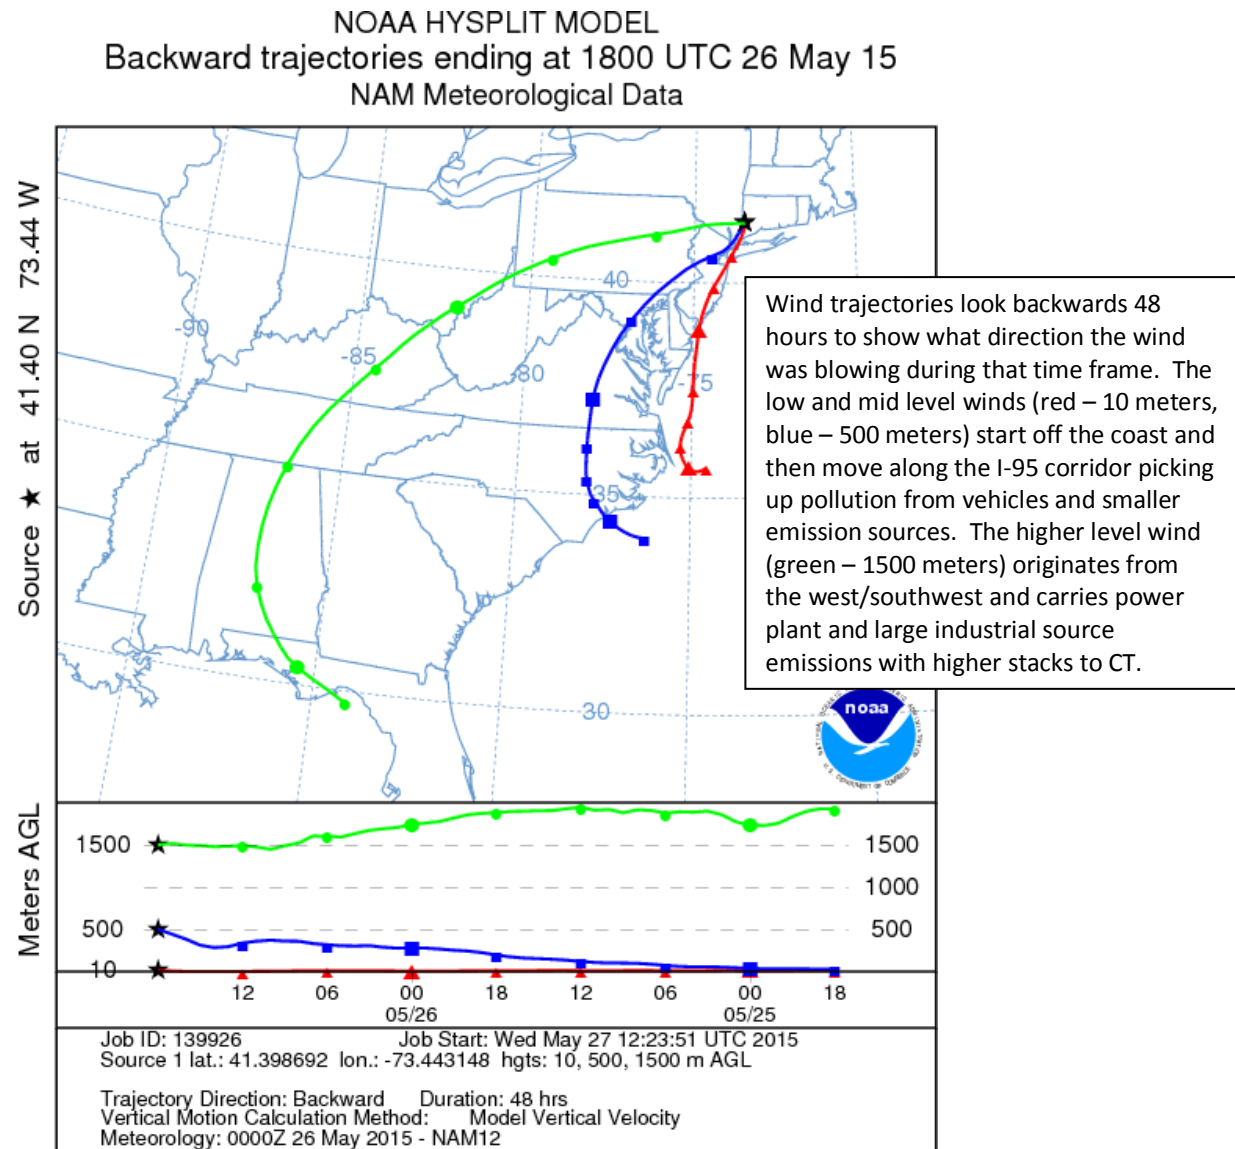 NOAA HYSPLIT MODEL
Backward trajectories ending at 1800 UTC 26 May 15
NAM Meteorological Data
Source ★ at 41.40 N 73.44 W
40
-90
-85
-80
-75
35
30
Wind trajectories look backwards 48
hours to show what direction the wind
was blowing during that time frame. The
low and mid level winds (red – 10 meters,
blue – 500 meters) start off the coast and
then move along the I-95 corridor picking
up pollution from vehicles and smaller
emission sources. The higher level wind
(green – 1500 meters) originates from
the west/southwest and carries power
plant and large industrial source
emissions with higher stacks to CT.
noaa
Meters AGL
1500 1500
1000
500 500
10
12 06 00 18 12 06 00 18
05/26 05/25
Job ID: 139926 Job Start: Wed May 27 12:23:51 UTC 2015
Source 1 lat.: 41.398692 lon.: -73.443148 hgts: 10, 500, 1500 m AGL
Trajectory Direction: Backward Duration: 48 hrs
Vertical Motion Calculation Method: Model Vertical Velocity
Meteorology: 0000Z 26 May 2015 - NAM12